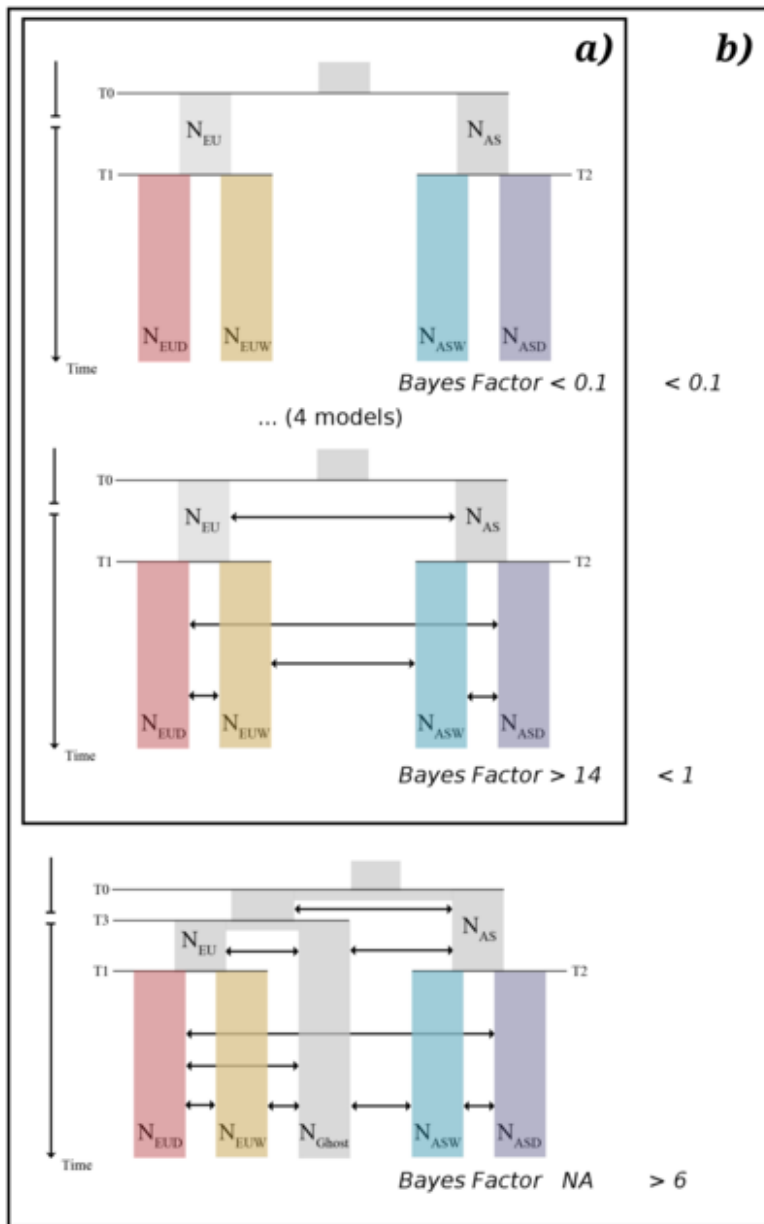 a) b)
T0
N_EU N_AS
T1 T2
N_EUD N_EUW N_ASW N_ASD
Time
Bayes Factor < 0.1 < 0.1
... (4 models)
T0
N_EU N_AS
T1 T2
N_EUD N_EUW N_ASW N_ASD
Time
Bayes Factor > 14 < 1
T0
T3
N_EU N_AS
T1 T2
N_EUD N_EUW N_Ghost N_ASW N_ASD
Time
Bayes Factor NA > 6